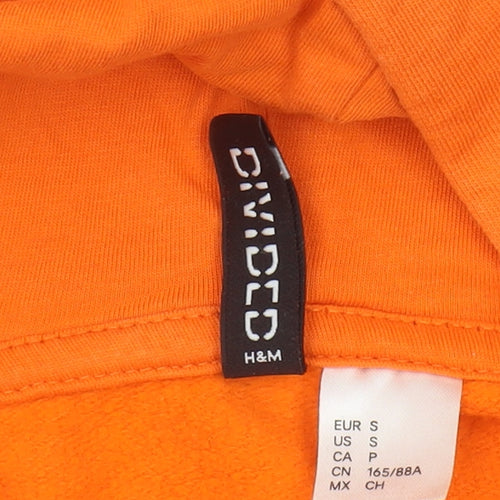 DIVIDED
H&M
EUR S
US S
CA P
CN 165/88A
MX CH